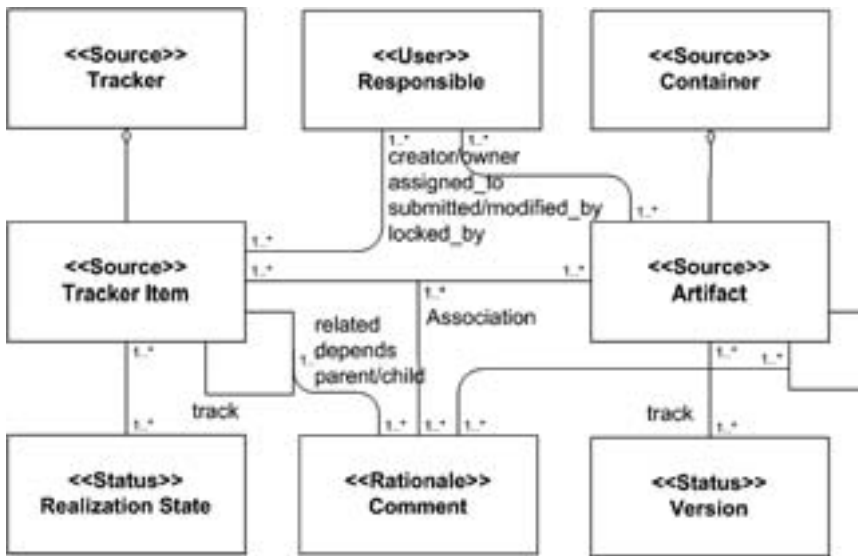 <<Source>>
Tracker
<<User>>
Responsible
<<Source>>
Container
1..*
1..*
creator/owner
assigned_to
submitted/modified_by
locked_by
1..*
1..*
1..*
1..*
<<Source>>
Tracker Item
<<Source>>
Artifact
1..*
Association
related
depends
parent/child
1..
1..*
1..*
1..*
track
track
1..*
1..*
1..*
1..*
1..*
<<Status>>
Realization State
<<Rationale>>
Comment
<<Status>>
Version